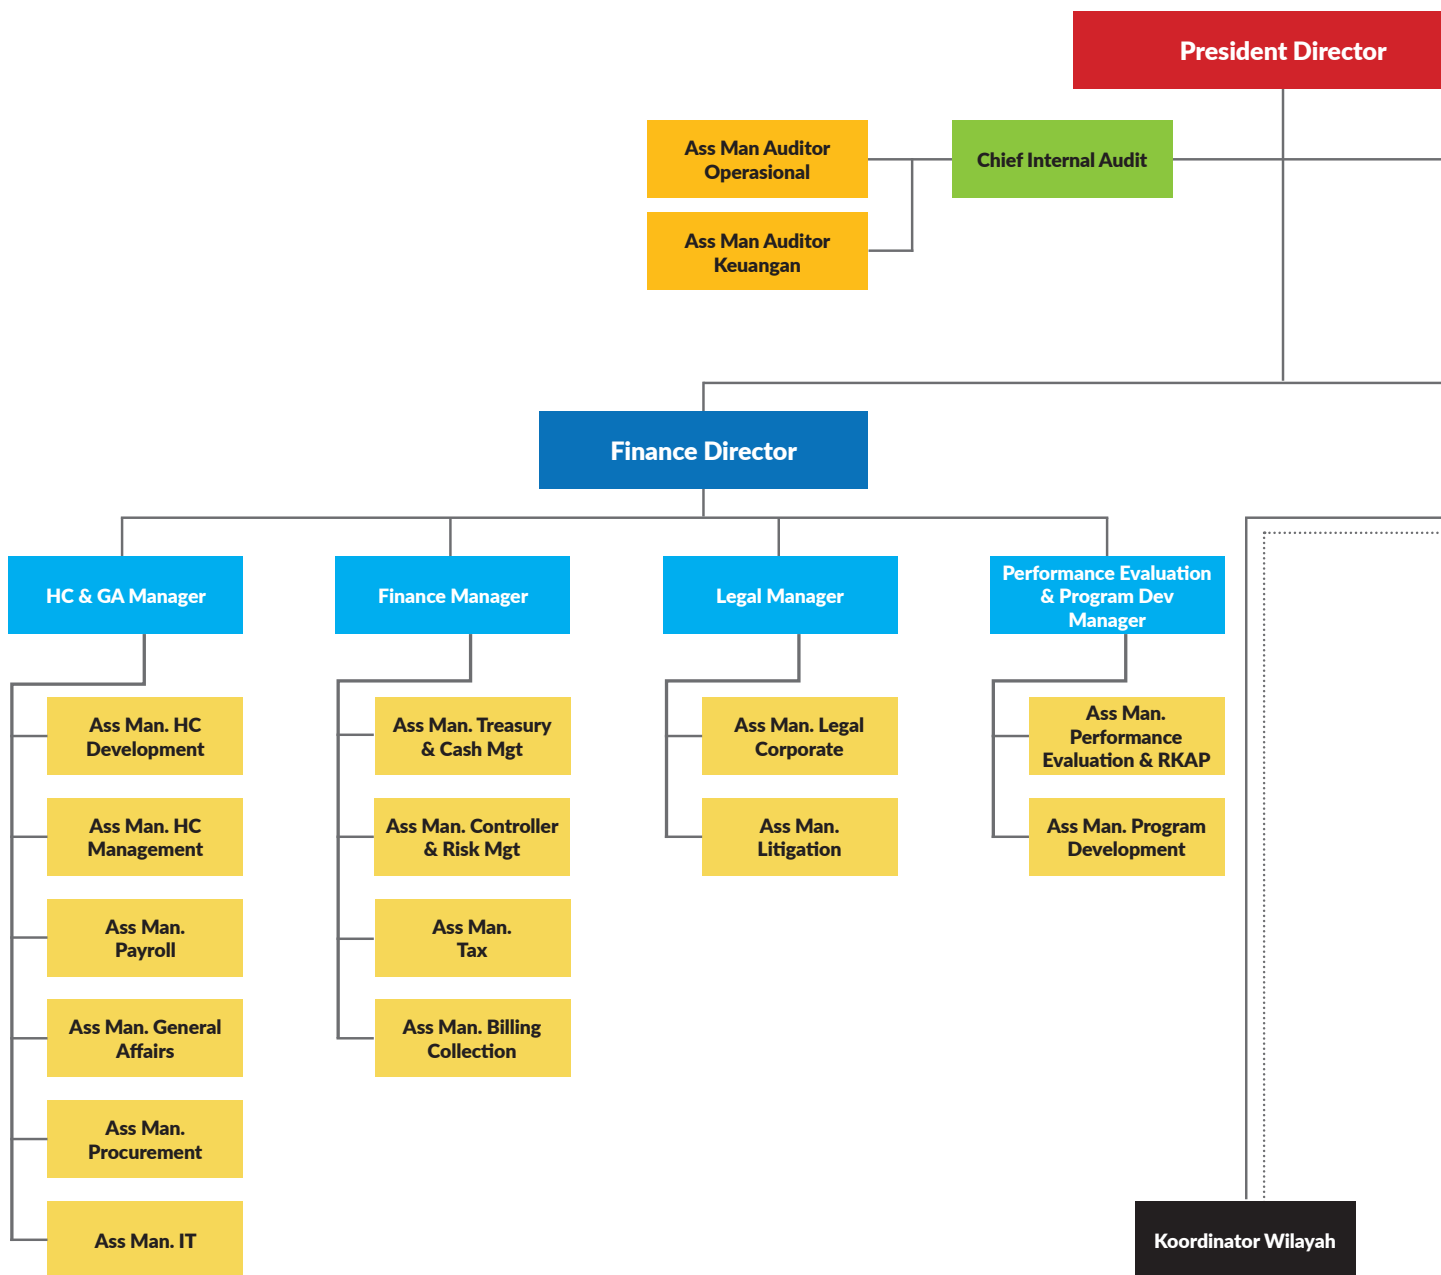 President Director
Ass Man Auditor
Operasional
Chief Internal Audit
Ass Man Auditor
Keuangan
Finance Director
HC & GA Manager
Finance Manager
Legal Manager
Performance Evaluation
& Program Dev
Manager
Ass Man. HC
Development
Ass Man. HC
Management
Ass Man.
Payroll
Ass Man. General
Affairs
Ass Man.
Procurement
Ass Man. IT
Ass Man. Treasury
& Cash Mgt
Ass Man. Controller
& Risk Mgt
Ass Man.
Tax
Ass Man. Billing
Collection
Ass Man. Legal
Corporate
Ass Man.
Litigation
Ass Man.
Performance
Evaluation & RKAP
Ass Man. Program
Development
Koordinator Wilayah